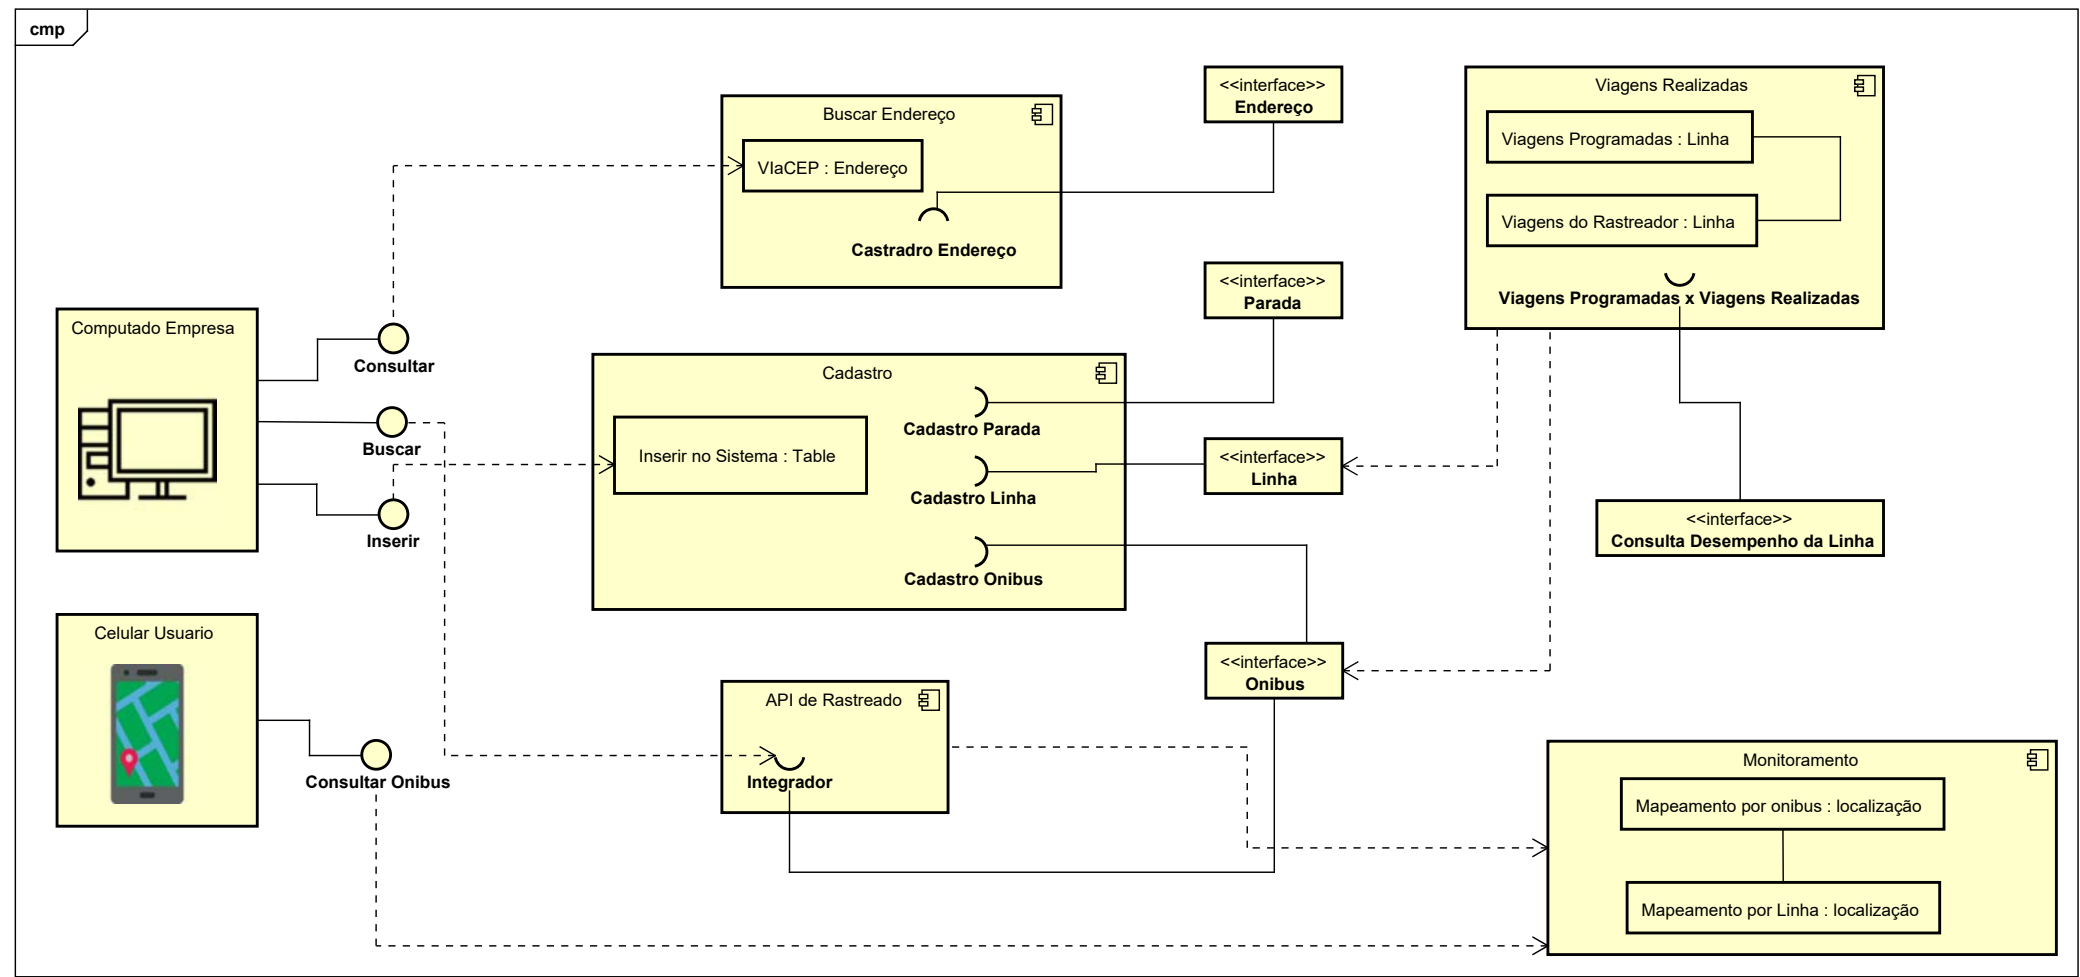 cmp
Buscar Endereço
VIaCEP : Endereço
Castradro Endereço
<<interface>>
Endereço
Viagens Realizadas
Viagens Programadas : Linha
Viagens do Rastreador : Linha
Viagens Programadas x Viagens Realizadas
<<interface>>
Parada
Computado Empresa
Consultar
Buscar
Inserir
Cadastro
Inserir no Sistema : Table
Cadastro Parada
Cadastro Linha
Cadastro Onibus
<<interface>>
Linha
<<interface>>
Consulta Desempenho da Linha
Celular Usuario
Consultar Onibus
API de Rastreado
Integrador
<<interface>>
Onibus
Monitoramento
Mapeamento por onibus : localização
Mapeamento por Linha : localização